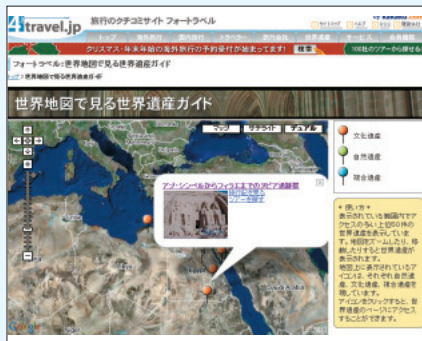 4travel.jp
旅行のクチコミサイト フォートラベル
クリスマス・年末年始の海外旅行の予約受付が始まってます! 検索
100社のツアーから探せる
フォートラベル:世界地図で見る世界遺産ガイド
世界地図で見る世界遺産ガイド
マップ
サテライト
デュアル
アブ・シンベルからフィラエまでのヌビア遺跡群
ツアーを探す
文化遺産
自然遺産
複合遺産
* 使い方 *
表示されている範囲内でア
クセスの多い上位50件の
世界遺産を表示していま
す。地図をズームしたり、移
動したりすると世界遺産が
表示されます。
地図上に表示されているア
イコンは、それぞれ自然遺
産、文化遺産、複合遺産を
現しています。
アイコンをクリックすると、世
界遺産のページにアクセス
することができます。
Google